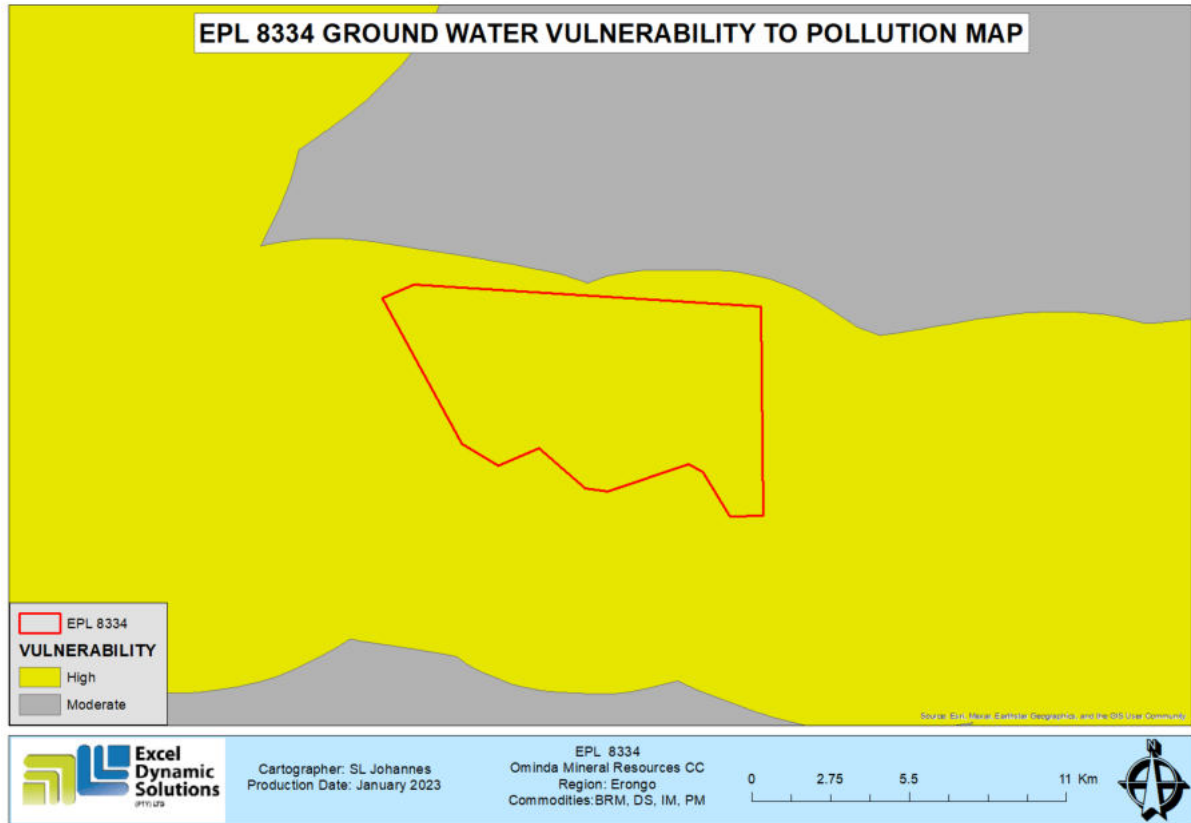 EPL 8334 GROUND WATER VULNERABILITY TO POLLUTION MAP
EPL 8334
VULNERABILITY
High
Moderate
Source: Esri, Maxar, Earthstar Geographics, and the GIS User Community
Excel
Dynamic
Solutions
(PTY) LTD
Cartographer: SL Johannes
Production Date: January 2023
EPL 8334
Ominda Mineral Resources CC
Region: Erongo
Commodities:BRM, DS, IM, PM
0 2.75 5.5 11 Km
N